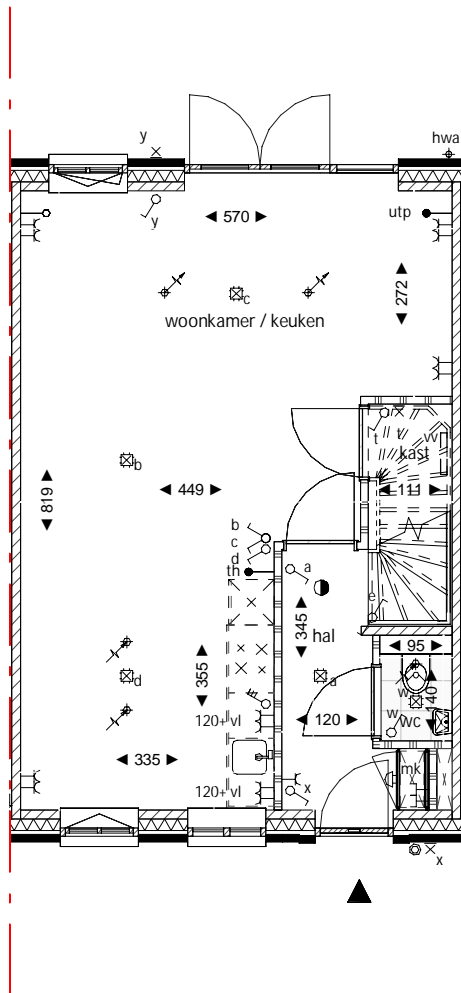 y
hwa
y
570
utp
272
c
woonkamer / keuken
t
t
vv
kast
b
449
111
819
b
c
d
th
a
e
345
hal
95
355
d
a
w
140
w
wc
120+ vl
120
335
mk
120+ vl
x
x